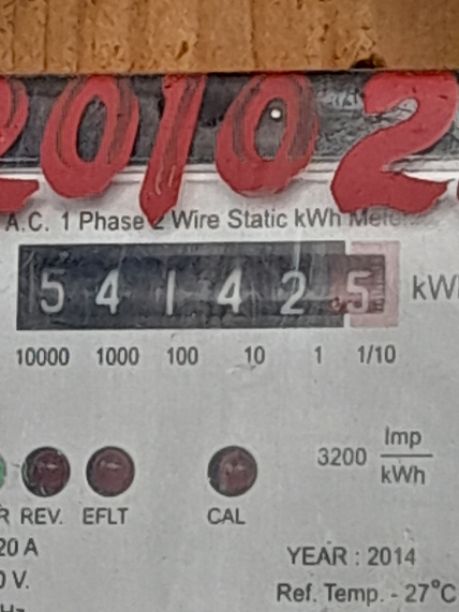 20102
A.C. 1 Phase 2 Wire Static kWh Meter
5 4 1 4 2 5
10000 1000 100 10 1 1/10
3200 Imp/kWh
REV. EFLT CAL
20 A
YEAR : 2014
0 V.
Ref. Temp. - 27°C